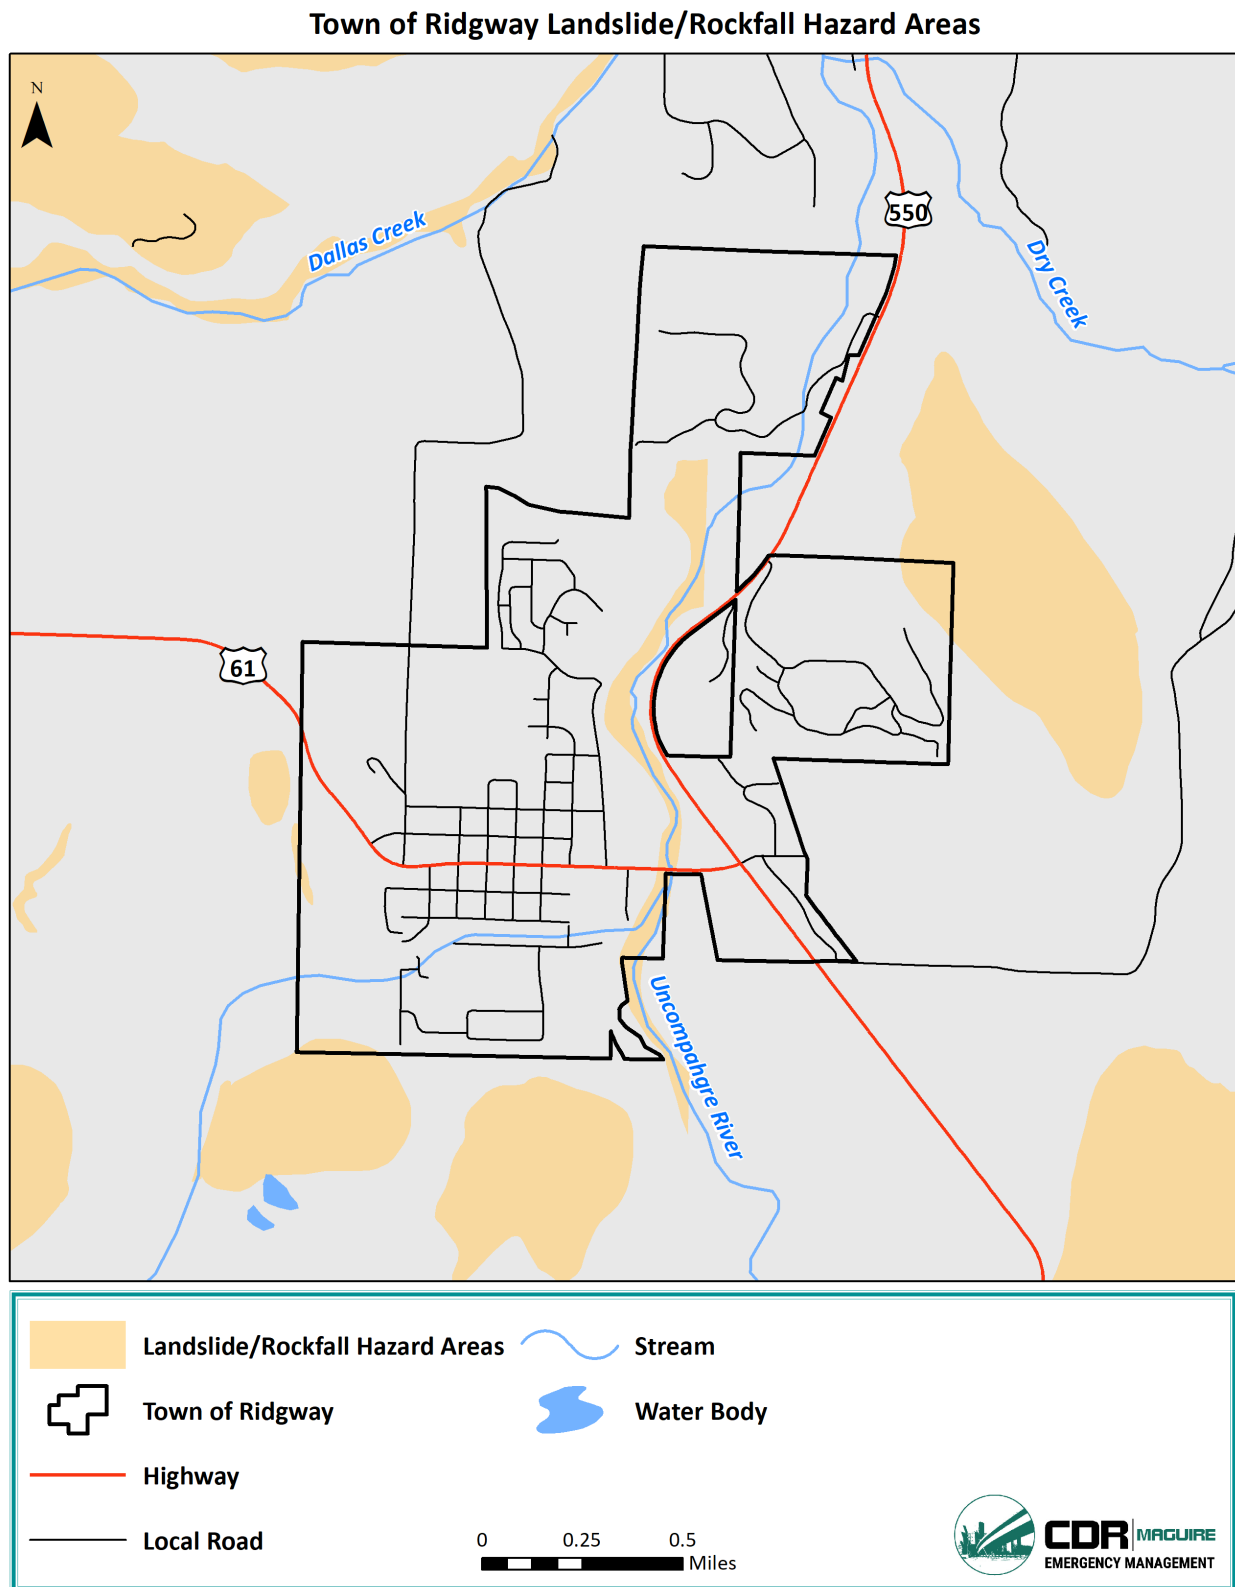 Town of Ridgway Landslide/Rockfall Hazard Areas
N
550
Dallas Creek
Dry Creek
61
Uncompahgre River
Landslide/Rockfall Hazard Areas
Stream
Town of Ridgway
Water Body
Highway
Local Road
0 0.25 0.5
Miles
CDR MAGUIRE
EMERGENCY MANAGEMENT